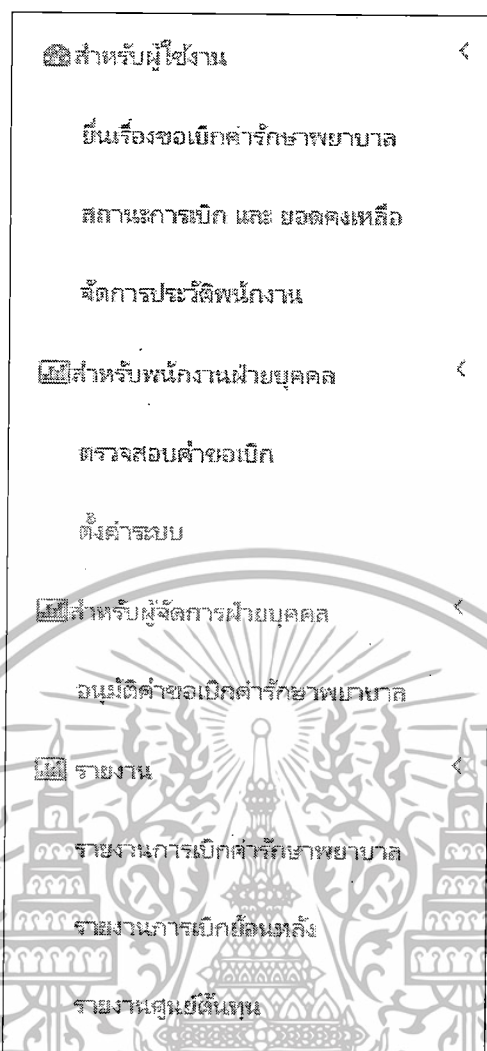 สำหรับผู้ใช้งาน
ยื่นเรื่องขอเบิกค่ารักษาพยาบาล
สถานะการเบิก และ ยอดคงเหลือ
จัดการประวัติพนักงาน
สำหรับพนักงานฝ่ายบุคคล
ตรวจสอบคำขอเบิก
ตั้งค่าระบบ
สำหรับผู้จัดการฝ่ายบุคคล
อนุมัติคำขอเบิกค่ารักษาพยาบาล
รายงาน
รายงานการเบิกค่ารักษาพยาบาล
รายงานการเบิกย้อนหลัง
รายงานศูนย์ต้นทุน